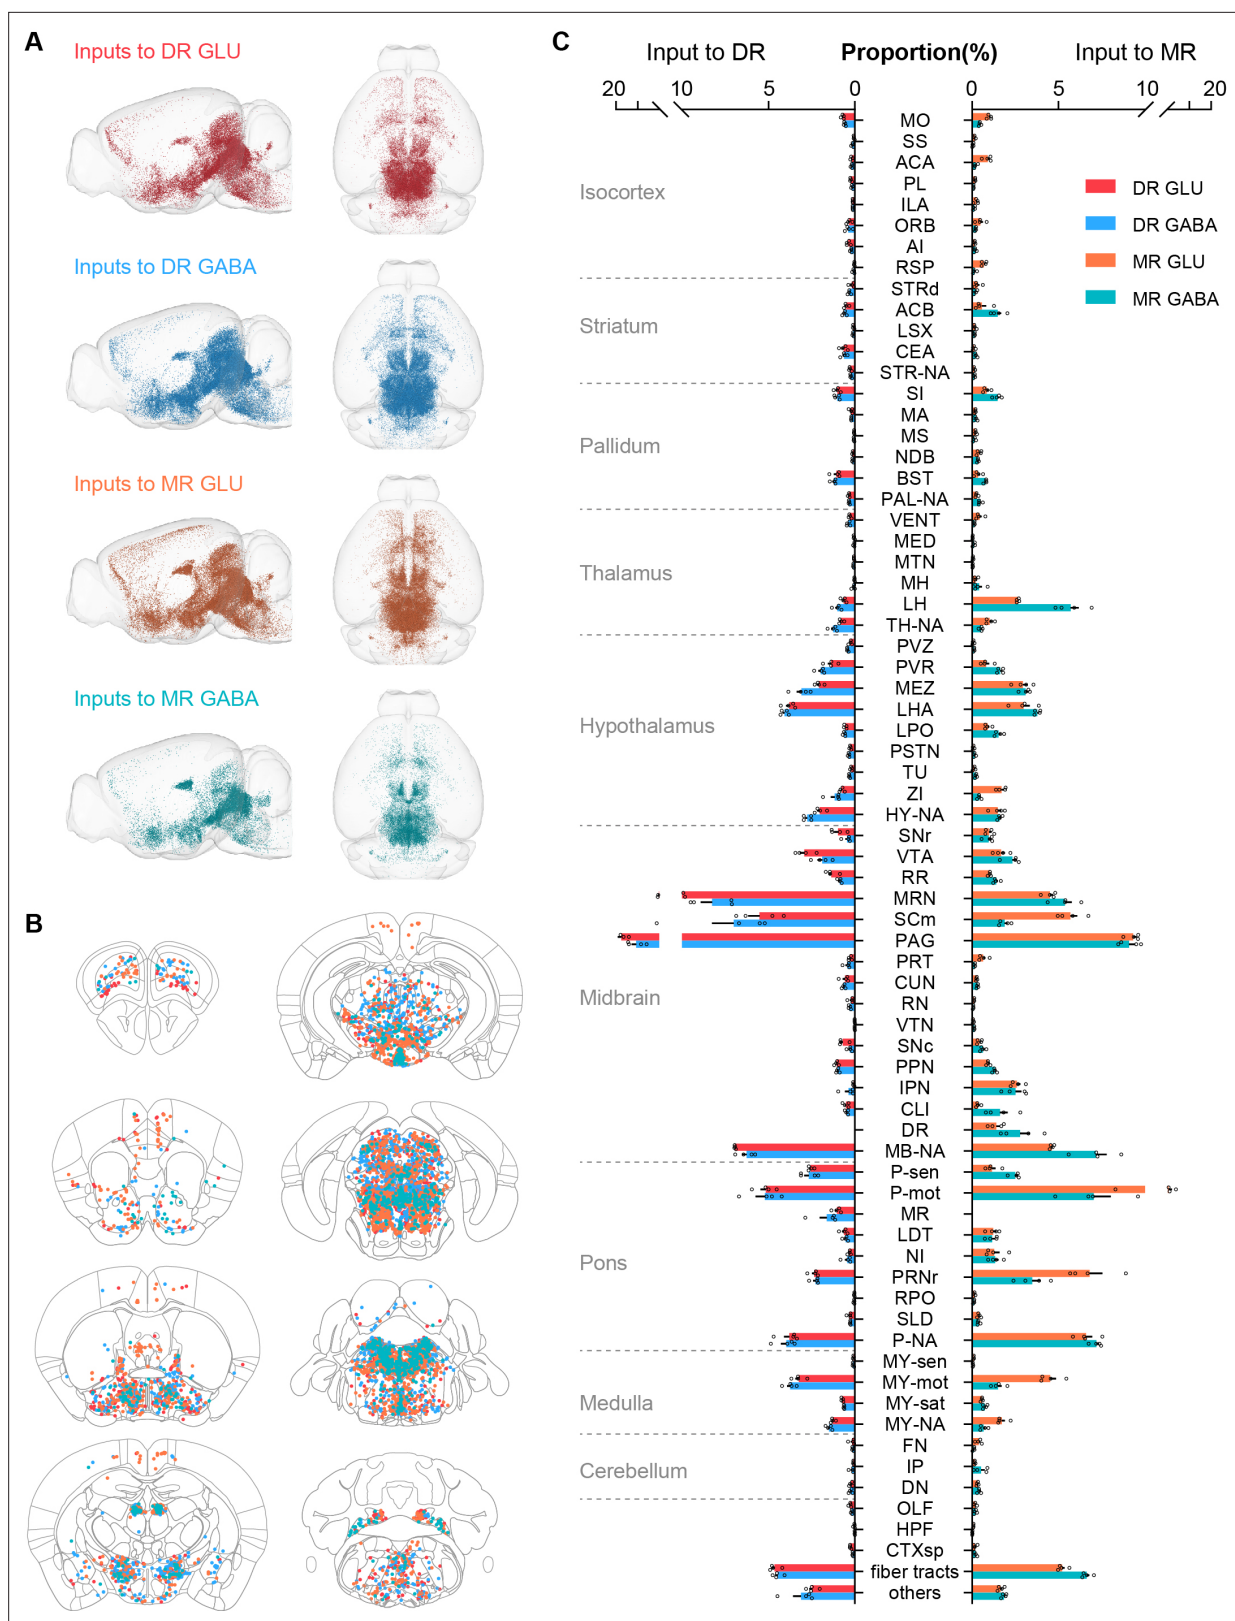 A
Inputs to DR GLU
Inputs to DR GABA
Inputs to MR GLU
Inputs to MR GABA
B
C
Input to DR
Proportion(%)
Input to MR
20 10 5 0 0 5 10 20
DR GLU
DR GABA
MR GLU
MR GABA
Isocortex
MO
SS
ACA
PL
ILA
ORB
AI
RSP
Striatum
STRd
ACB
LSX
CEA
STR-NA
Pallidum
SI
MA
MS
NDB
BST
PAL-NA
Thalamus
VENT
MED
MTN
MH
LH
TH-NA
Hypothalamus
PVZ
PVR
MEZ
LHA
LPO
PSTN
TU
ZI
HY-NA
Midbrain
SNr
VTA
RR
MRN
SCm
PAG
PRT
CUN
RN
VTN
SNc
PPN
IPN
CLI
DR
MB-NA
Pons
P-sen
P-mot
MR
LDT
NI
PRNr
RPO
SLD
P-NA
Medulla
MY-sen
MY-mot
MY-sat
MY-NA
Cerebellum
FN
IP
DN
OLF
HPF
CTXsp
fiber tracts
others